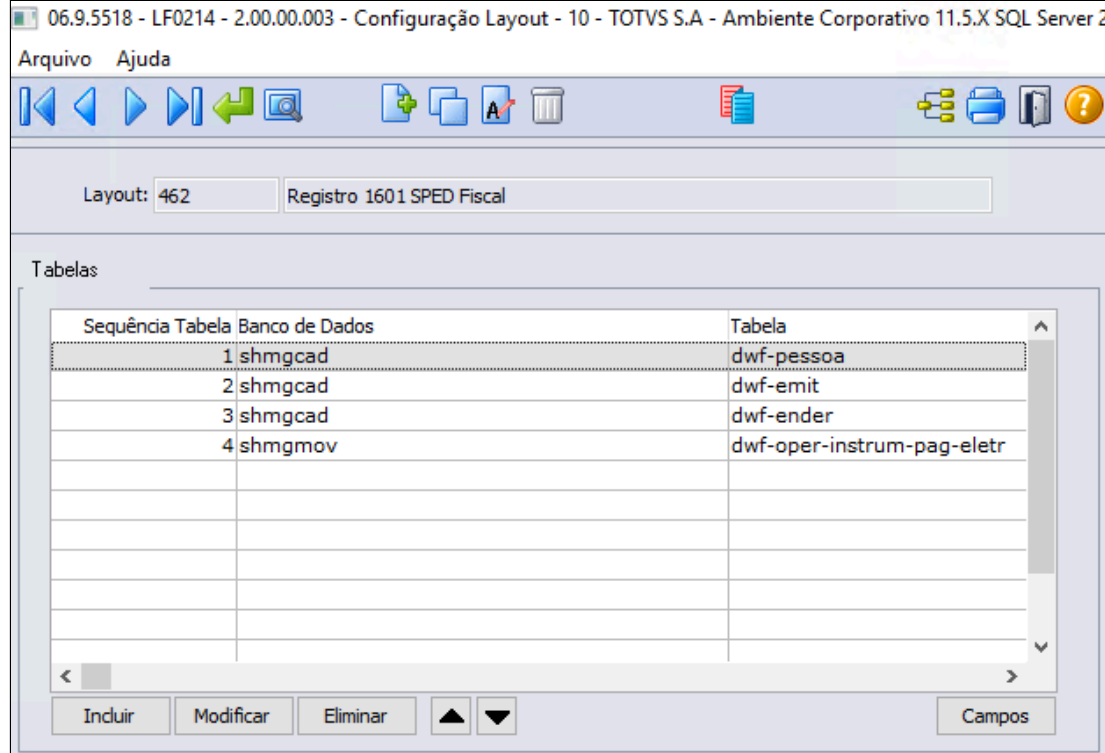 06.9.5518 - LF0214 - 2.00.00.003 - Configuração Layout - 10 - TOTVS S.A - Ambiente Corporativo 11.5.X SQL Server 2
Arquivo Ajuda
Layout: 462 Registro 1601 SPED Fiscal
Tabelas
Sequência Tabela Banco de Dados Tabela
1 shmgcad dwf-pessoa
2 shmgcad dwf-emit
3 shmgcad dwf-ender
4 shmgmov dwf-oper-instrum-pag-eletr
Incluir Modificar Eliminar Campos